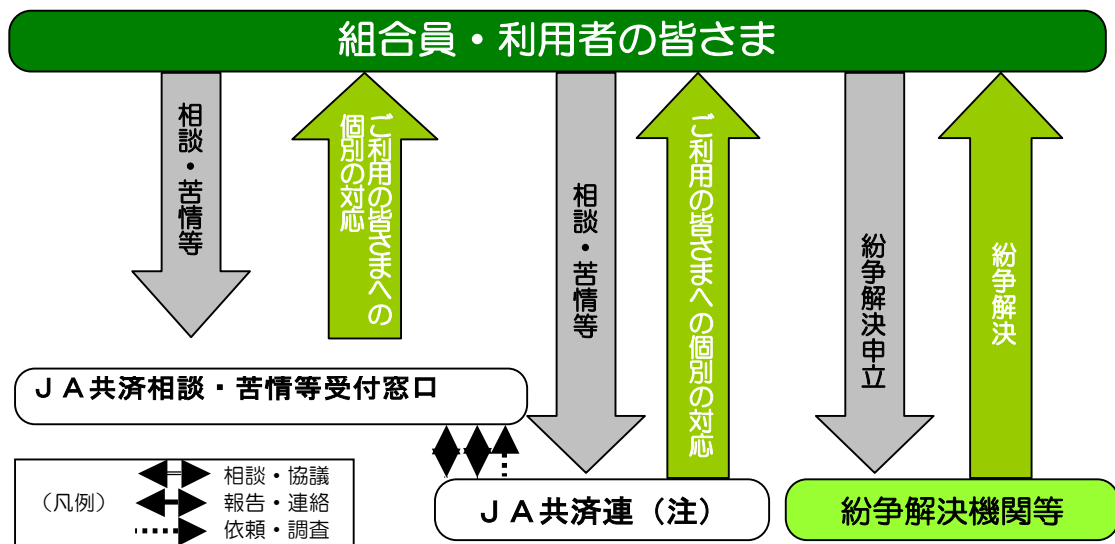 組合員・利用者の皆さま
相談・苦情等
ご利用の皆さまへの
個別の対応
相談・苦情等
ご利用の皆さまへの個別の対応
紛争解決申立
紛争解決
ＪＡ共済相談・苦情等受付窓口
（凡例）
相談・協議
報告・連絡
依頼・調査
ＪＡ共済連（注）
紛争解決機関等